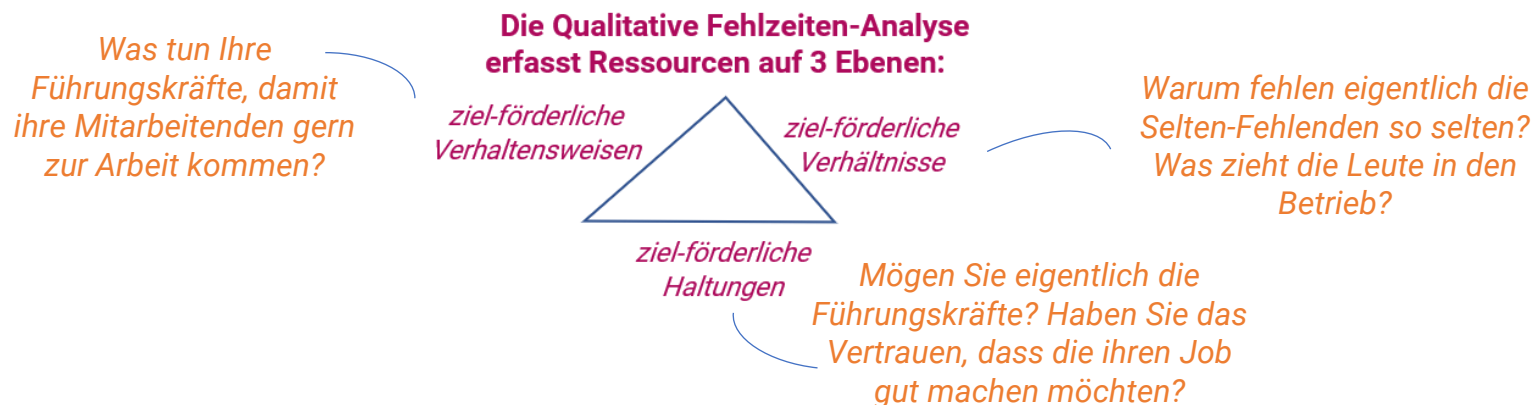 Die Qualitative Fehlzeiten-Analyse
erfasst Ressourcen auf 3 Ebenen:
Was tun Ihre
Führungskräfte, damit
ihre Mitarbeitenden gern
zur Arbeit kommen?
ziel-förderliche
Verhaltensweisen
ziel-förderliche
Verhältnisse
Warum fehlen eigentlich die
Selten-Fehlenden so selten?
Was zieht die Leute in den
Betrieb?
ziel-förderliche
Haltungen
Mögen Sie eigentlich die
Führungskräfte? Haben Sie das
Vertrauen, dass die ihren Job
gut machen möchten?